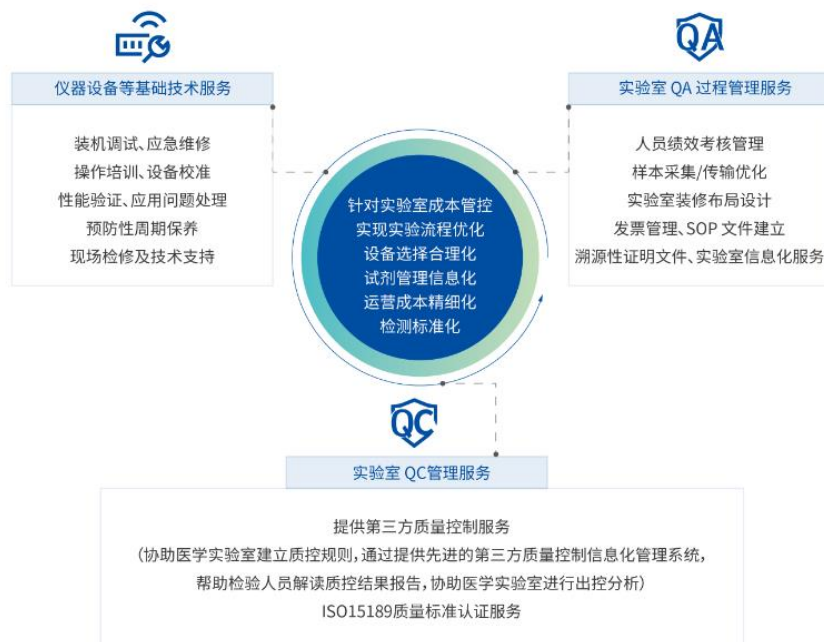 仪器设备等基础技术服务
装机调试、应急维修
操作培训、设备校准
性能验证、应用问题处理
预防性周期保养
现场检修及技术支持
QA
实验室 QA 过程管理服务
人员绩效考核管理
样本采集/传输优化
实验室装修布局设计
发票管理、SOP 文件建立
溯源性证明文件、实验室信息化服务
针对实验室成本管控
实现实验流程优化
设备选择合理化
试剂管理信息化
运营成本精细化
检测标准化
QC
实验室 QC管理服务
提供第三方质量控制服务
(协助医学实验室建立质控规则,通过提供先进的第三方质量控制信息化管理系统,
帮助检验人员解读质控结果报告,协助医学实验室进行出控分析)
ISO15189质量标准认证服务